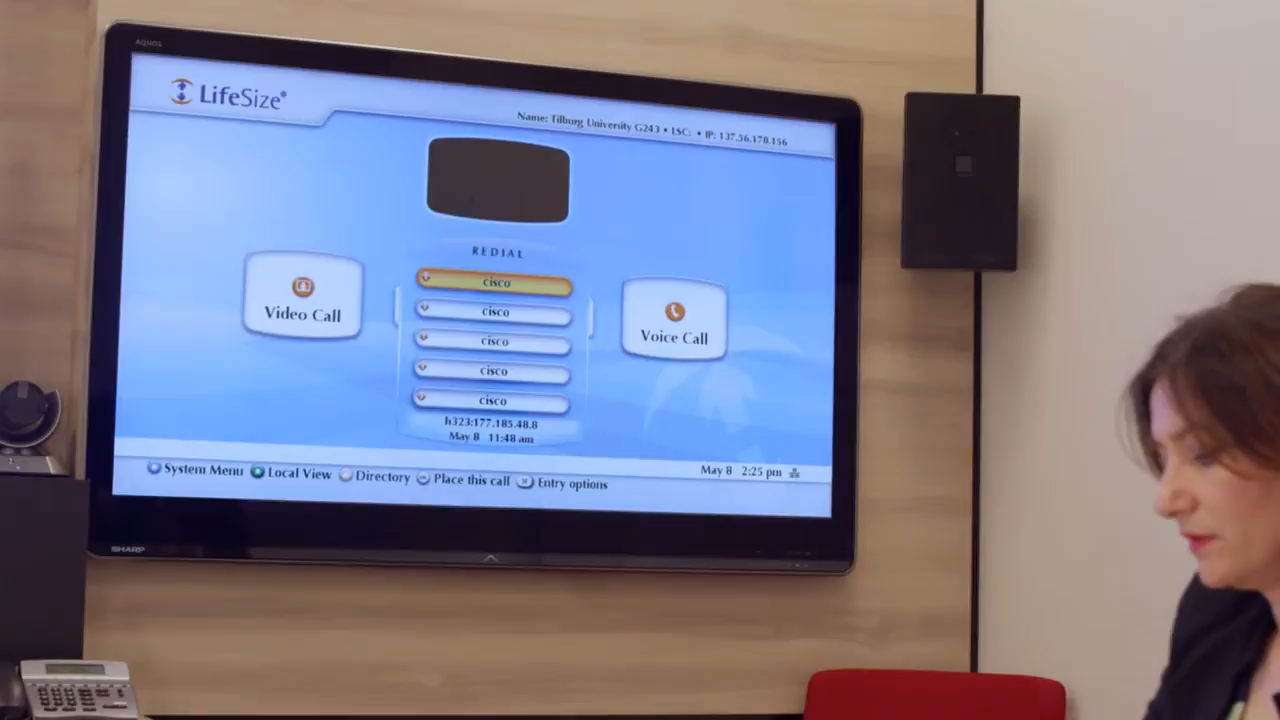 AQUOS
LifeSize®
Name: Tilburg University G243 • LSC: • IP: 137.56.178.156
REDIAL
cisco
cisco
cisco
cisco
cisco
Video Call
Voice Call
h323:177.185.48.8
May 8 11:48 am
System Menu Local View Directory Place this call Entry options
May 8 2:25 pm
SHARP